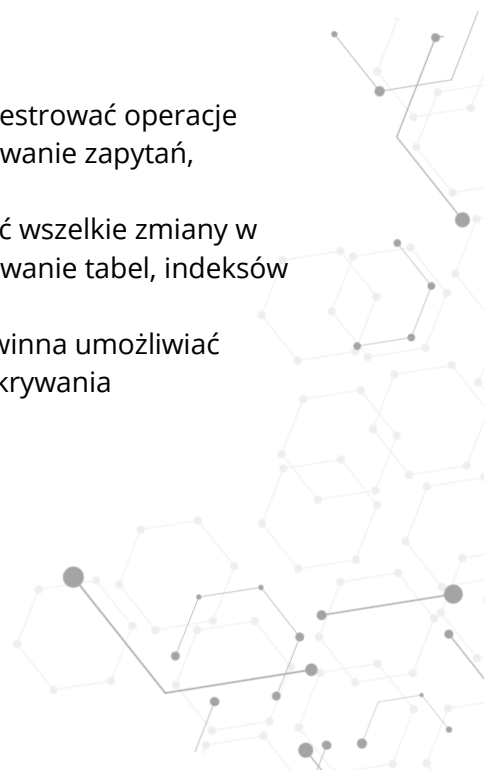 estrować operacje
wanie zapytań,
ć wszelkie zmiany w
wanie tabel, indeksów
winna umożliwiać
krywania